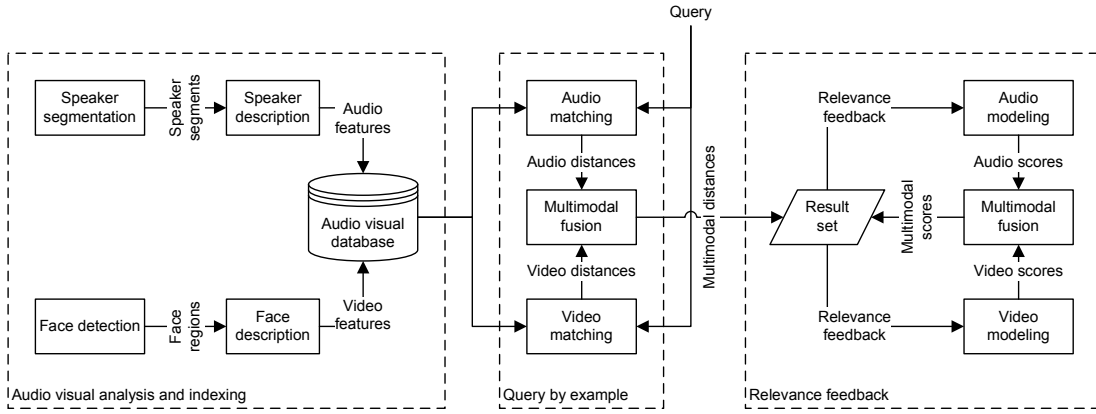 Query
Speaker
segmentation
Speaker
segments
Speaker
description
Audio
features
Audio visual
database
Face detection
Face
regions
Face
description
Video
features
Audio visual analysis and indexing
Audio
matching
Audio distances
Multimodal
fusion
Video distances
Video
matching
Query by example
Multimodal distances
Relevance
feedback
Audio
modeling
Audio scores
Result
set
Multimodal
scores
Multimodal
fusion
Video scores
Relevance
feedback
Video
modeling
Relevance feedback